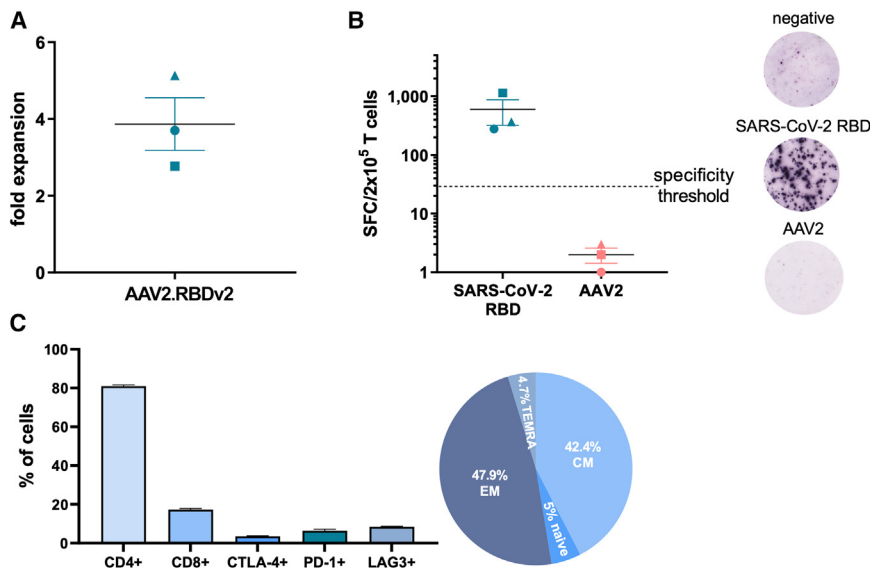 A
6
4
2
0
fold expansion
AAV2.RBDv2
B
1,000
100
10
1
SFC/2x10⁵ T cells
SARS-CoV-2
RBD
AAV2
specificity
threshold
negative
SARS-CoV-2 RBD
AAV2
C
100
80
60
40
20
0
% of cells
CD4+
CD8+
CTLA-4+
PD-1+
LAG3+
4.7% TEMRA
42.4%
CM
47.9%
EM
5% naive